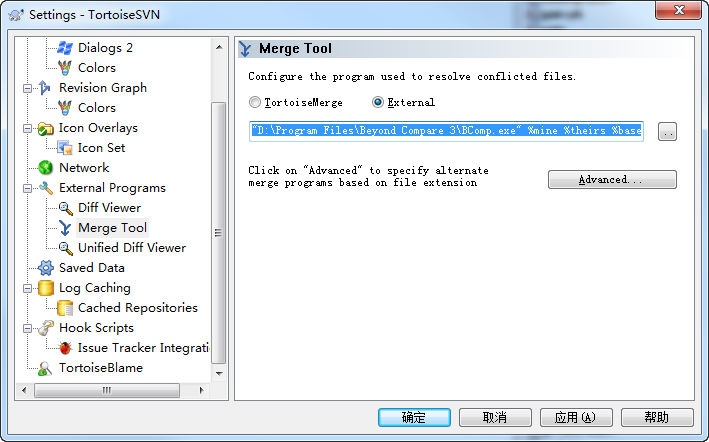 Settings - TortoiseSVN
Dialogs 2
Colors
Revision Graph
Colors
Icon Overlays
Icon Set
Network
External Programs
Diff Viewer
Merge Tool
Unified Diff Viewer
Saved Data
Log Caching
Cached Repositories
Hook Scripts
Issue Tracker Integratio
TortoiseBlame
Merge Tool
Configure the program used to resolve conflicted files.
TortoiseMerge
External
"D:\Program Files\Beyond Compare 3\BComp.exe" %mine %theirs %base
..
Click on "Advanced" to specify alternate
merge programs based on file extension
Advanced...
确定
取消
应用(A)
帮助